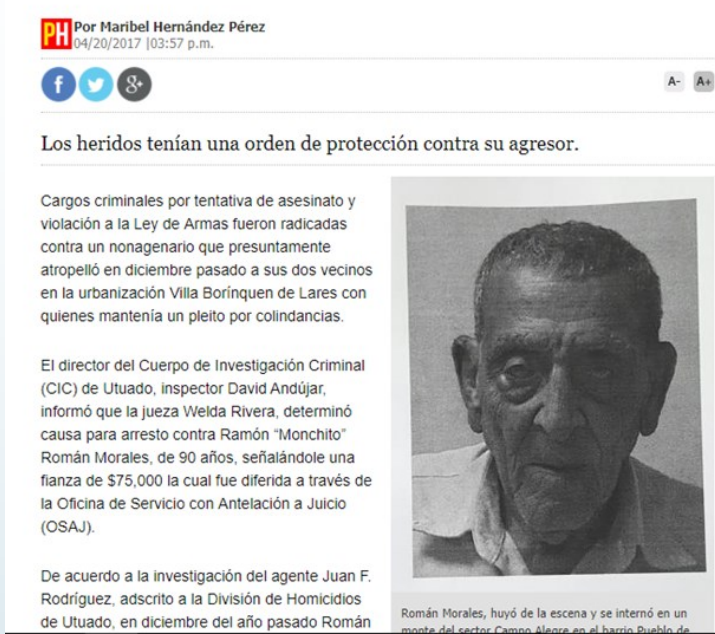 PH Por Maribel Hernández Pérez
04/20/2017 |03:57 p.m.
f g+
A- A+
Los heridos tenían una orden de protección contra su agresor.
Cargos criminales por tentativa de asesinato y
violación a la Ley de Armas fueron radicadas
contra un nonagenario que presuntamente
atropelló en diciembre pasado a sus dos vecinos
en la urbanización Villa Borínquen de Lares con
quienes mantenía un pleito por colindancias.
El director del Cuerpo de Investigación Criminal
(CIC) de Utuado, inspector David Andújar,
informó que la jueza Welda Rivera, determinó
causa para arresto contra Ramón “Monchito”
Román Morales, de 90 años, señalándole una
fianza de $75,000 la cual fue diferida a través de
la Oficina de Servicio con Antelación a Juicio
(OSAJ).
De acuerdo a la investigación del agente Juan F.
Rodríguez, adscrito a la División de Homicidios
de Utuado, en diciembre del año pasado Román
Román Morales, huyó de la escena y se internó en un
monte del sector Campo Alegre en el barrio Pueblo de